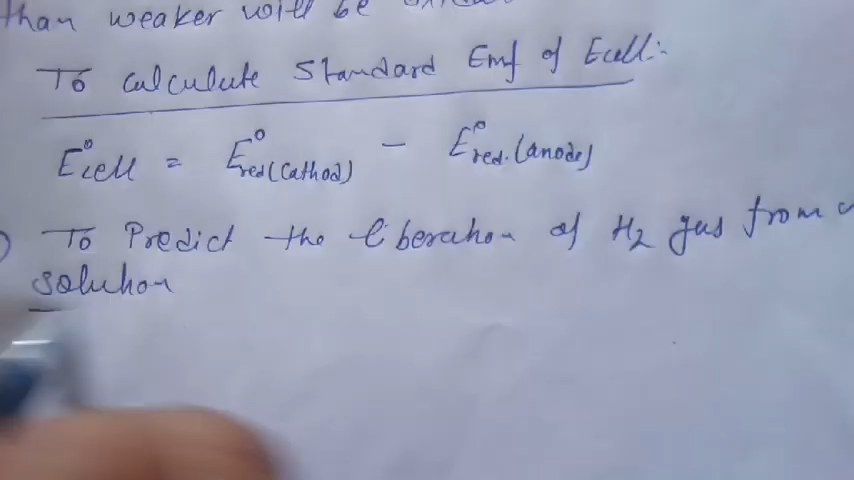 than weaker will be
To calculate Standard Emf of Ecell:-
E°cell = E°red(Cathod) - E°red.(anode)
) To Predict the liberation of H2 gas from
solution